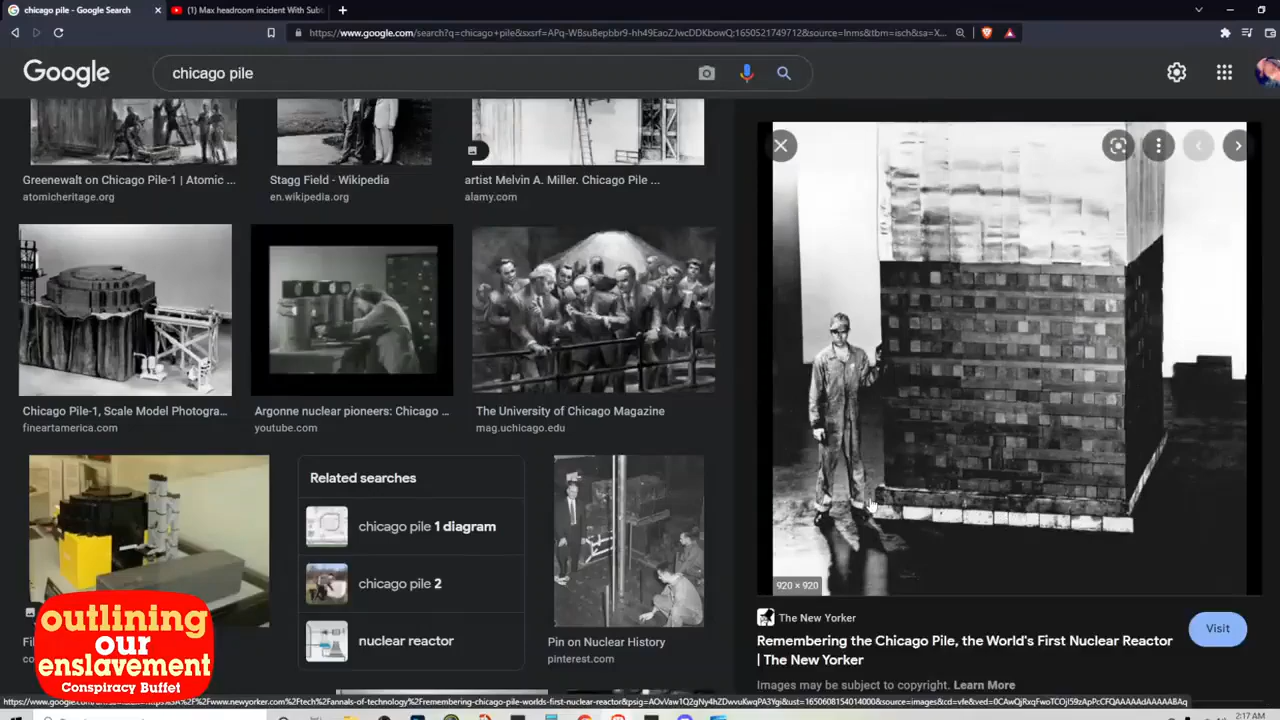 chicago pile - Google Search
(1) Max headroom incident With Subt
https://www.google.com/search?q=chicago+pile&sxsrf=
Google
chicago pile
Greenewalt on Chicago Pile-1 | Atomic ...
atomicheritage.org
Stagg Field - Wikipedia
en.wikipedia.org
artist Melvin A. Miller. Chicago Pile ...
alamy.com
Chicago Pile-1, Scale Model Photogra...
fineartamerica.com
Argonne nuclear pioneers: Chicago ...
youtube.com
The University of Chicago Magazine
mag.uchicago.edu
Related searches
chicago pile 1 diagram
chicago pile 2
nuclear reactor
Pin on Nuclear History
pinterest.com
920 × 920
The New Yorker
Remembering the Chicago Pile, the World's First Nuclear Reactor
| The New Yorker
Visit
Images may be subject to copyright. Learn More
outlining
our
enslavement
Conspiracy Buffet
2:17 AM